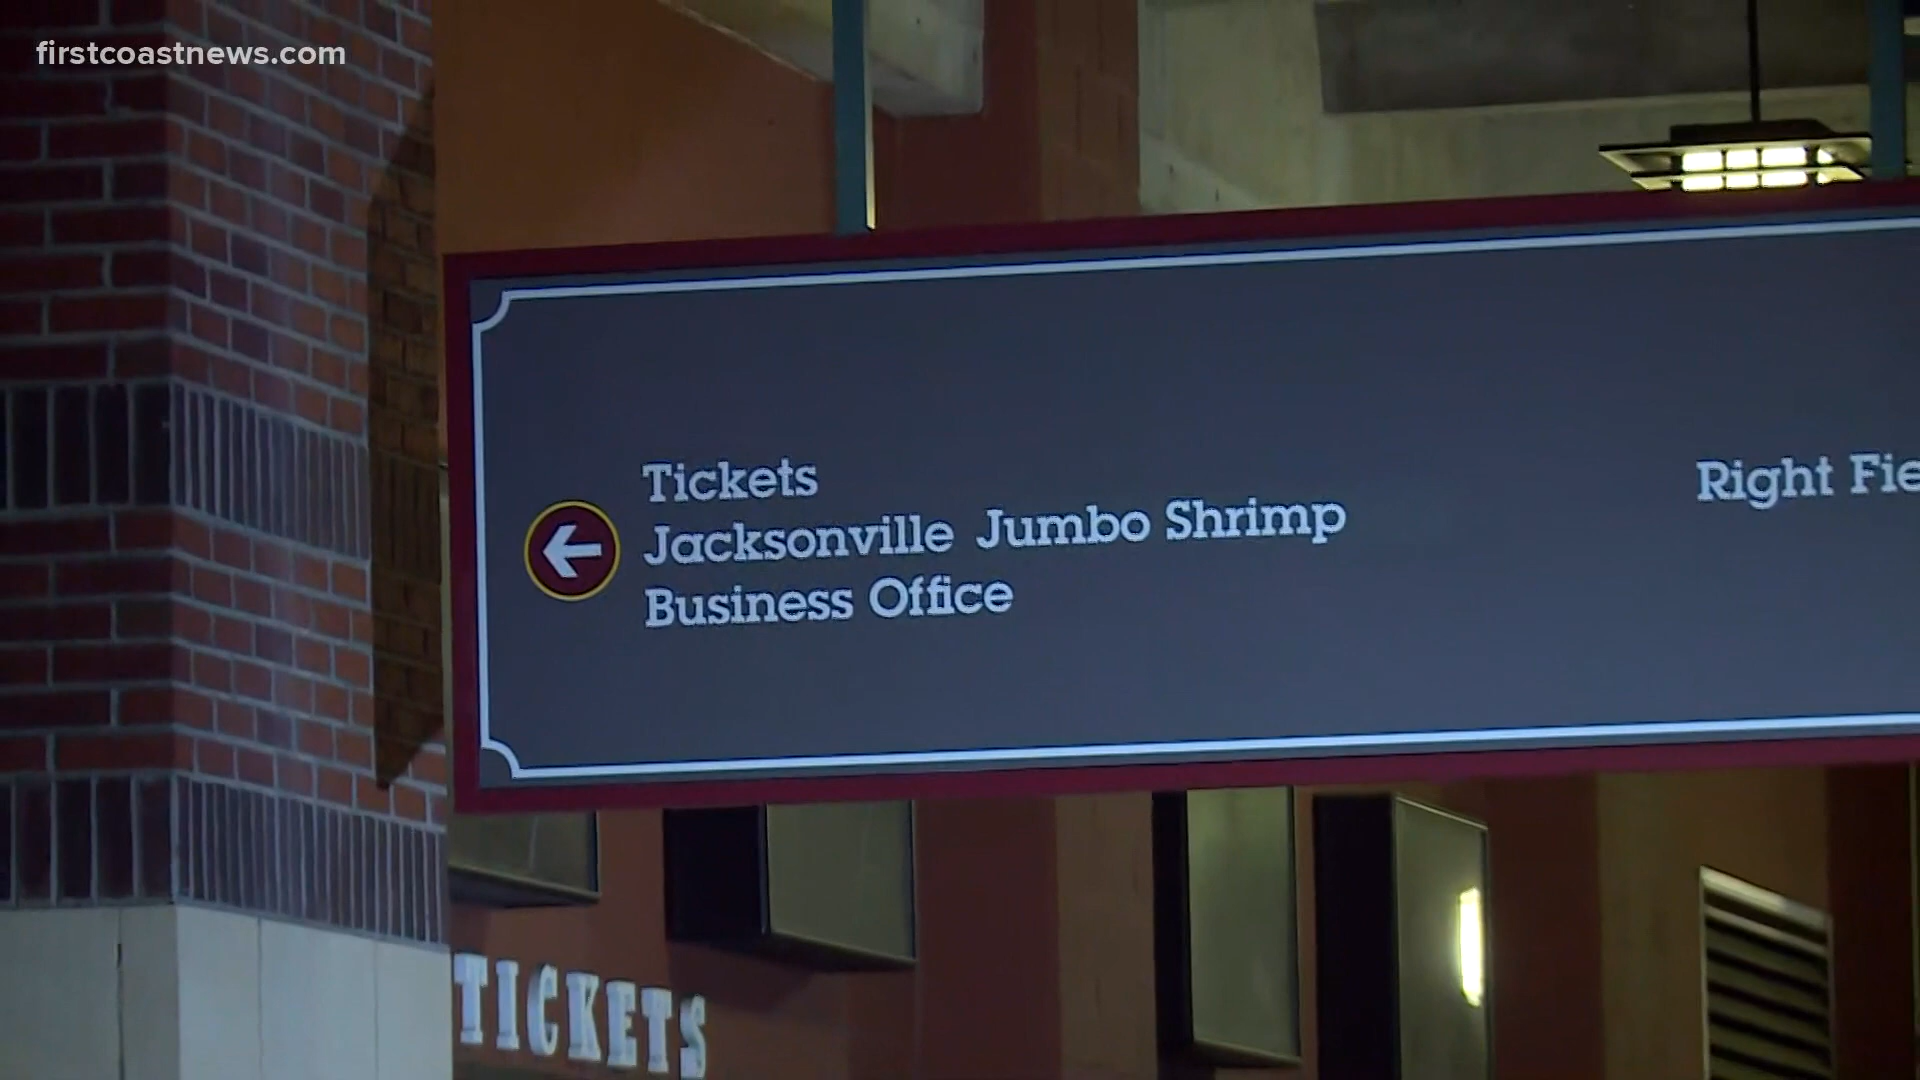 firstcoastnews.com
Tickets
Jacksonville Jumbo Shrimp
Business Office
Right Fie
TICKETS